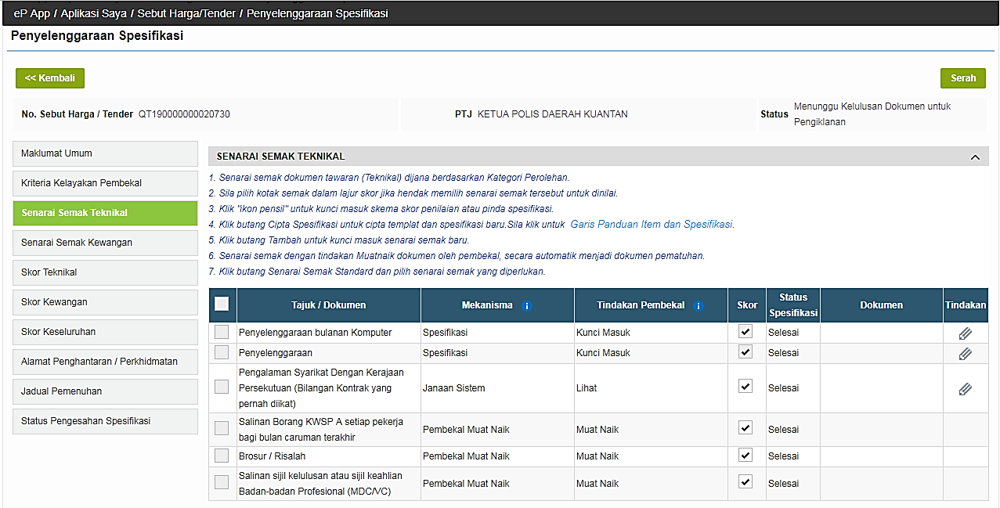 eP App / Aplikasi Saya / Sebut Harga/Tender / Penyelenggaraan Spesifikasi
Penyelenggaraan Spesifikasi
<< Kembali
Serah
No. Sebut Harga / Tender QT190000000020730
PTJ KETUA POLIS DAERAH KUANTAN
Status Menunggu Kelulusan Dokumen untuk
Pengiklanan
Maklumat Umum
Kriteria Kelayakan Pembekal
Senarai Semak Teknikal
Senarai Semak Kewangan
Skor Teknikal
Skor Kewangan
Skor Keseluruhan
Alamat Penghantaran / Perkhidmatan
Jadual Pemenuhan
Status Pengesahan Spesifikasi
SENARAI SEMAK TEKNIKAL
1. Senarai semak dokumen tawaran (Teknikal) dijana berdasarkan Kategori Perolehan.
2. Sila pilih kotak semak dalam lajur skor jika hendak memilih senarai semak tersebut untuk dinilai.
3. Klik "ikon pensil" untuk kunci masuk skema skor penilaian atau pinda spesifikasi.
4. Klik butang Cipta Spesifikasi untuk cipta templat dan spesifikasi baru.Sila klik untuk Garis Panduan Item dan Spesifikasi.
5. Klik butang Tambah untuk kunci masuk senarai semak baru.
6. Senarai semak dengan tindakan Muatnaik dokumen oleh pembekal, secara automatik menjadi dokumen pematuhan.
7. Klik butang Senarai Semak Standard dan pilih senarai semak yang diperlukan.
Tajuk / Dokumen
Mekanisma
Tindakan Pembekal
Skor
Status
Spesifikasi
Dokumen
Tindakan
Penyelenggaraan bulanan Komputer
Spesifikasi
Kunci Masuk
Selesai
Penyelenggaraan
Spesifikasi
Kunci Masuk
Selesai
Pengalaman Syarikat Dengan Kerajaan
Persekutuan (Bilangan Kontrak yang
pernah diikat)
Janaan Sistem
Lihat
Selesai
Salinan Borang KWSP A setiap pekerja
bagi bulan caruman terakhir
Pembekal Muat Naik
Muat Naik
Selesai
Brosur / Risalah
Pembekal Muat Naik
Muat Naik
Selesai
Salinan sijil kelulusan atau sijil keahlian
Badan-badan Profesional (MDC/VC)
Pembekal Muat Naik
Muat Naik
Selesai